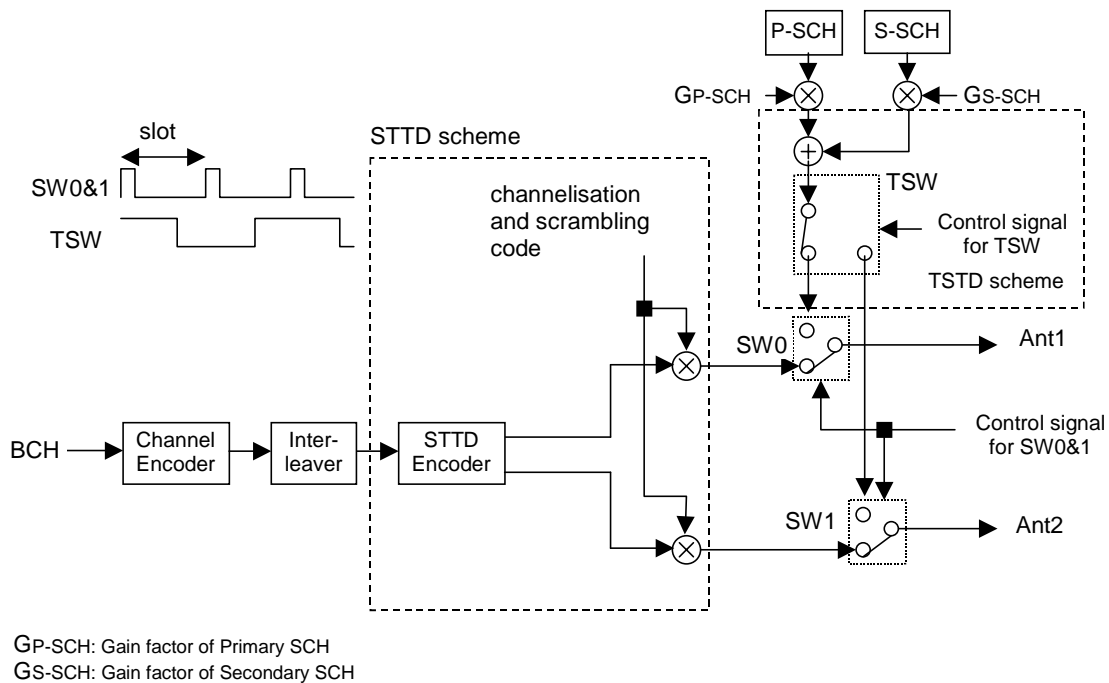 P-SCH
S-SCH
GP-SCH
GS-SCH
slot
STTD scheme
SW0&1
TSW
channelisation
and scrambling
code
TSW
Control signal
for TSW
TSTD scheme
SW0
Ant1
BCH
Channel
Encoder
Inter-
leaver
STTD
Encoder
Control signal
for SW0&1
SW1
Ant2
GP-SCH: Gain factor of Primary SCH
GS-SCH: Gain factor of Secondary SCH